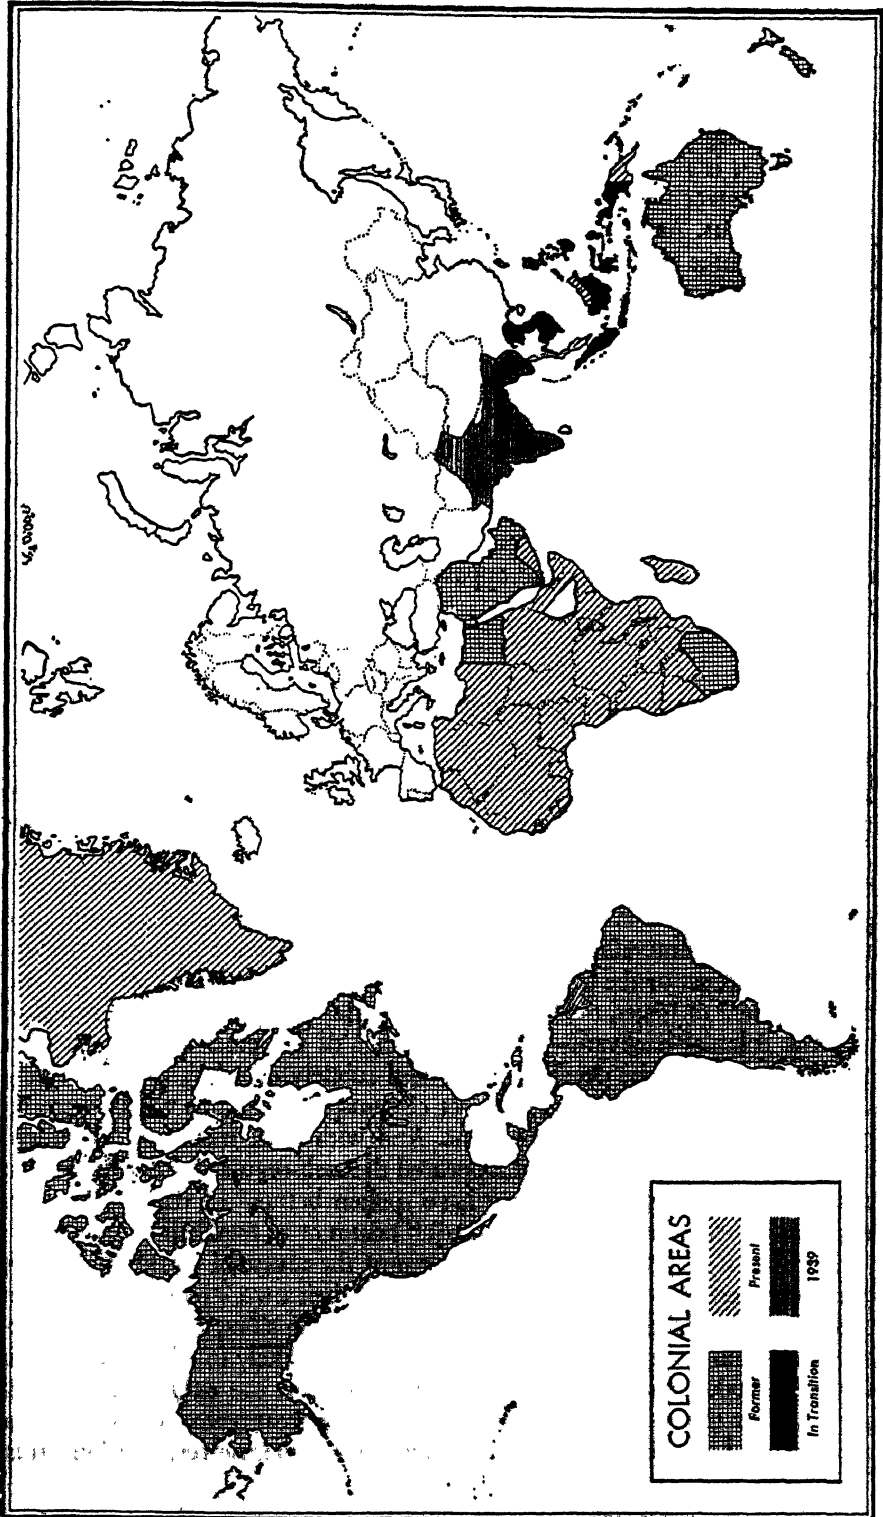 COLONIAL AREAS
Former
Present
In Transition
1939